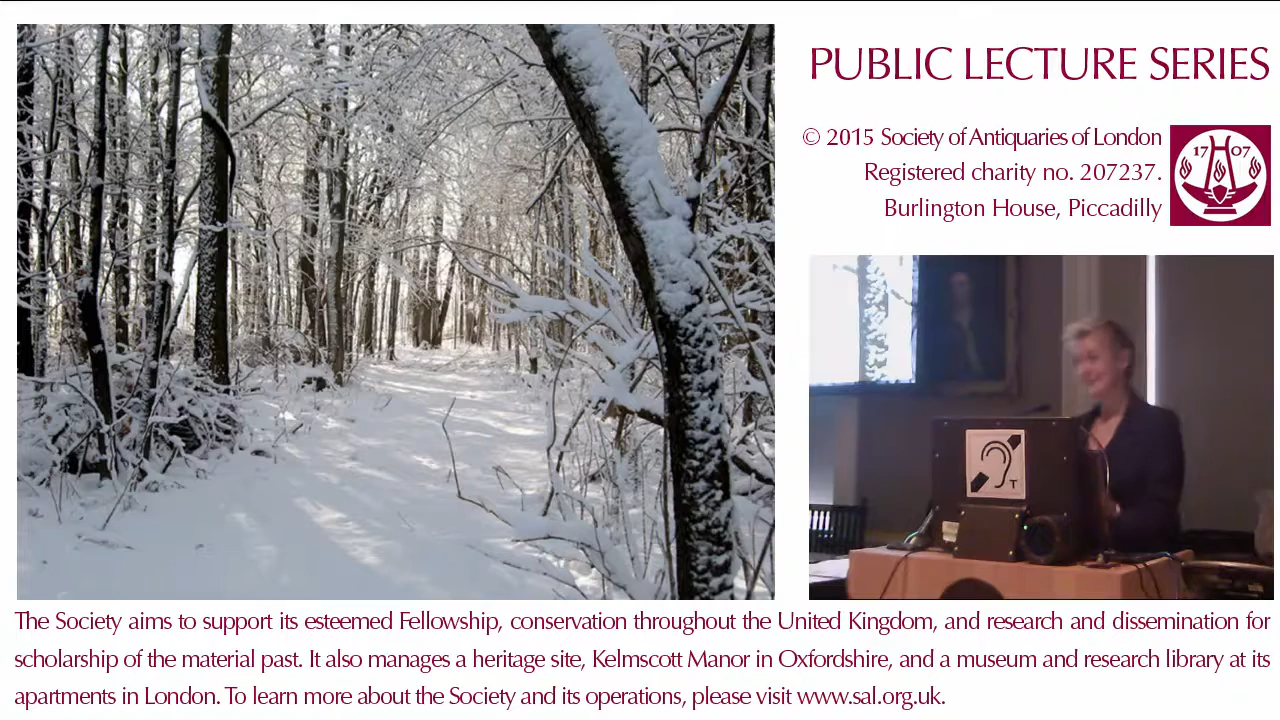 PUBLIC LECTURE SERIES
© 2015 Society of Antiquaries of London
Registered charity no. 207237.
Burlington House, Piccadilly
17 07
T
The Society aims to support its esteemed Fellowship, conservation throughout the United Kingdom, and research and dissemination for
scholarship of the material past. It also manages a heritage site, Kelmscott Manor in Oxfordshire, and a museum and research library at its
apartments in London. To learn more about the Society and its operations, please visit www.sal.org.uk.